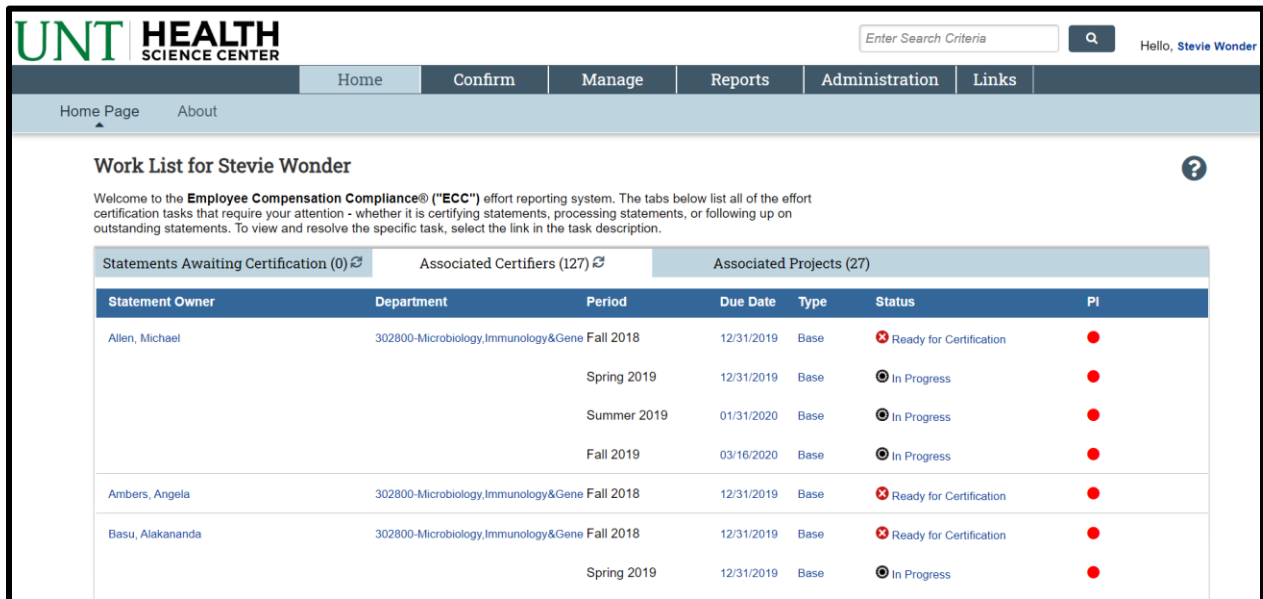 UNT HEALTH
SCIENCE CENTER
Enter Search Criteria
Hello, Stevie Wonder
Home Confirm Manage Reports Administration Links
Home Page About
Work List for Stevie Wonder
?
Welcome to the Employee Compensation Compliance® ("ECC") effort reporting system. The tabs below list all of the effort
certification tasks that require your attention - whether it is certifying statements, processing statements, or following up on
outstanding statements. To view and resolve the specific task, select the link in the task description.
Statements Awaiting Certification (0) Associated Certifiers (127) Associated Projects (27)
Statement Owner Department Period Due Date Type Status PI
Allen, Michael 302800-Microbiology,Immunology&Gene Fall 2018 12/31/2019 Base Ready for Certification
Spring 2019 12/31/2019 Base In Progress
Summer 2019 01/31/2020 Base In Progress
Fall 2019 03/16/2020 Base In Progress
Ambers, Angela 302800-Microbiology,Immunology&Gene Fall 2018 12/31/2019 Base Ready for Certification
Basu, Alakananda 302800-Microbiology,Immunology&Gene Fall 2018 12/31/2019 Base Ready for Certification
Spring 2019 12/31/2019 Base In Progress